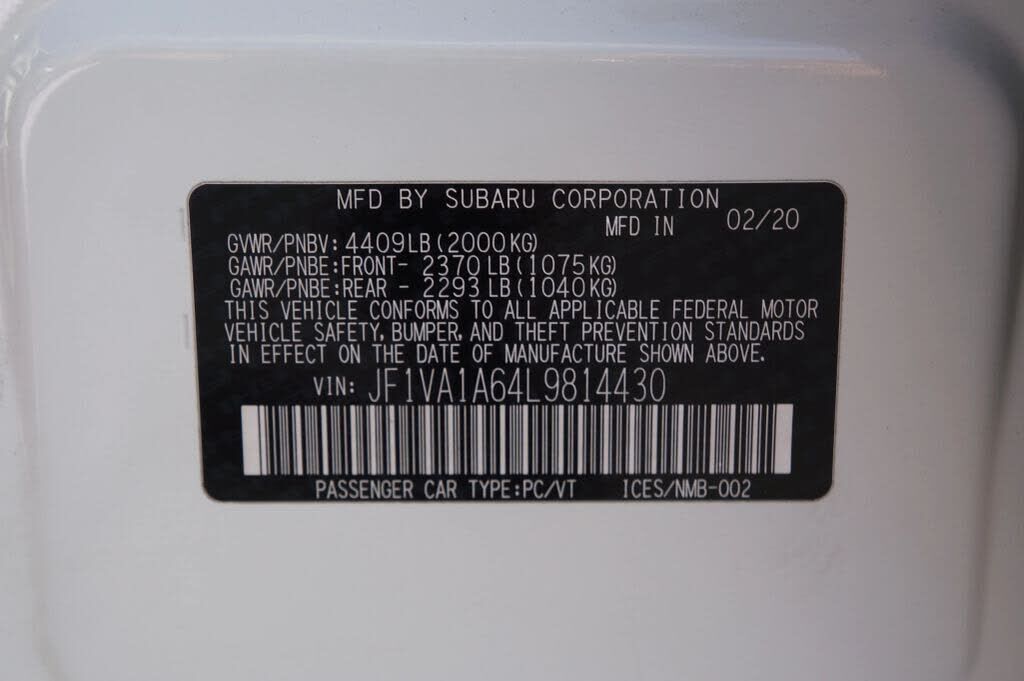 MFD BY SUBARU CORPORATION
MFD IN 02/20
GVWR/PNBV: 4409LB(2000KG)
GAWR/PNBE:FRONT- 2370LB(1075KG)
GAWR/PNBE:REAR - 2293LB(1040KG)
THIS VEHICLE CONFORMS TO ALL APPLICABLE FEDERAL MOTOR
VEHICLE SAFETY, BUMPER, AND THEFT PREVENTION STANDARDS
IN EFFECT ON THE DATE OF MANUFACTURE SHOWN ABOVE.
VIN: JF1VA1A64L9814430
PASSENGER CAR TYPE:PC/VT ICES/NMB-002